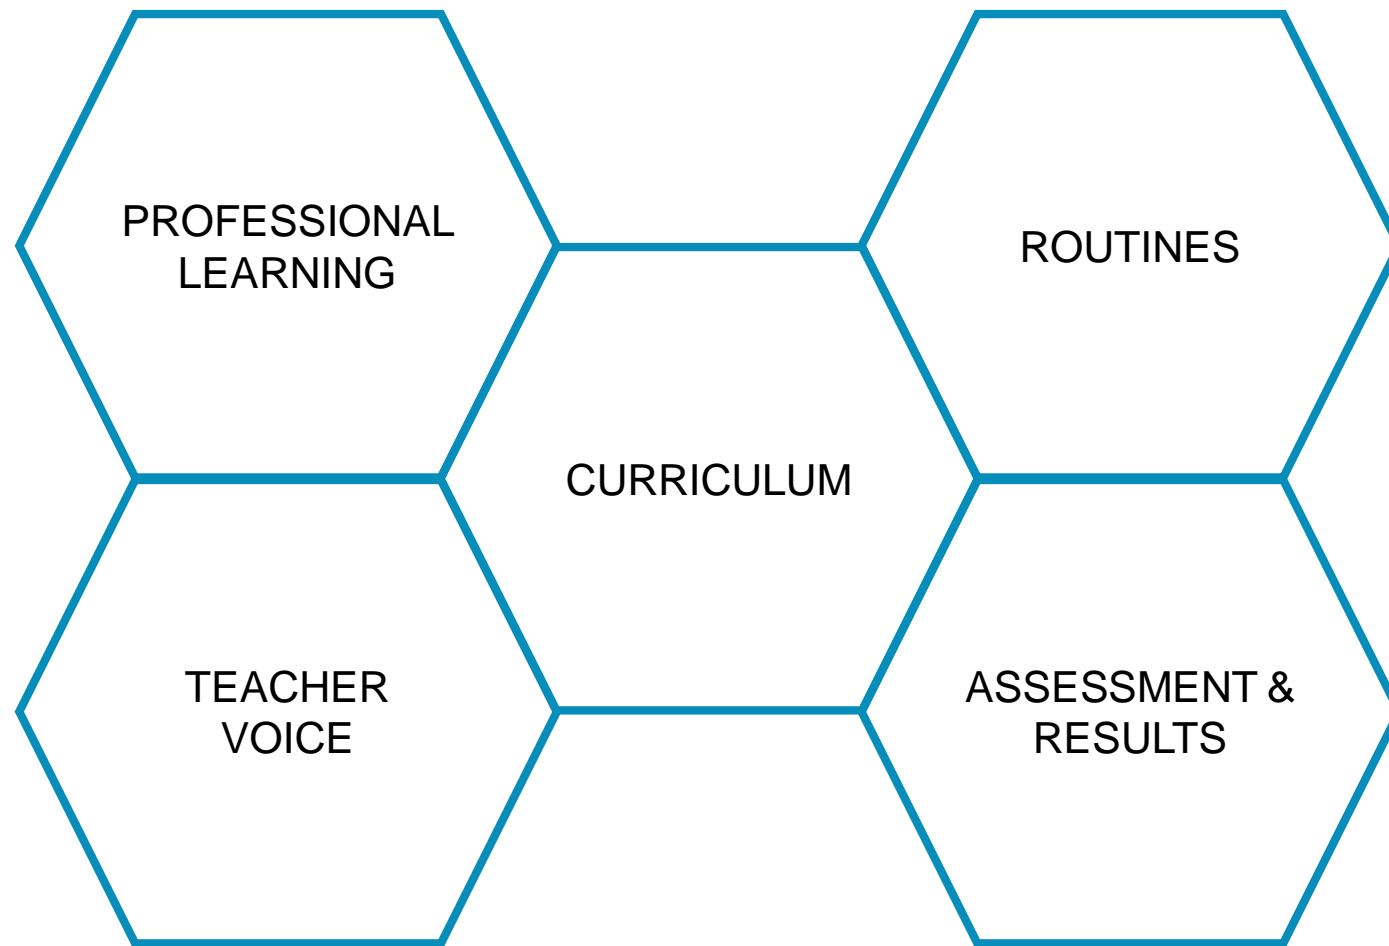 PROFESSIONAL
LEARNING
ROUTINES
CURRICULUM
TEACHER
VOICE
ASSESSMENT &
RESULTS